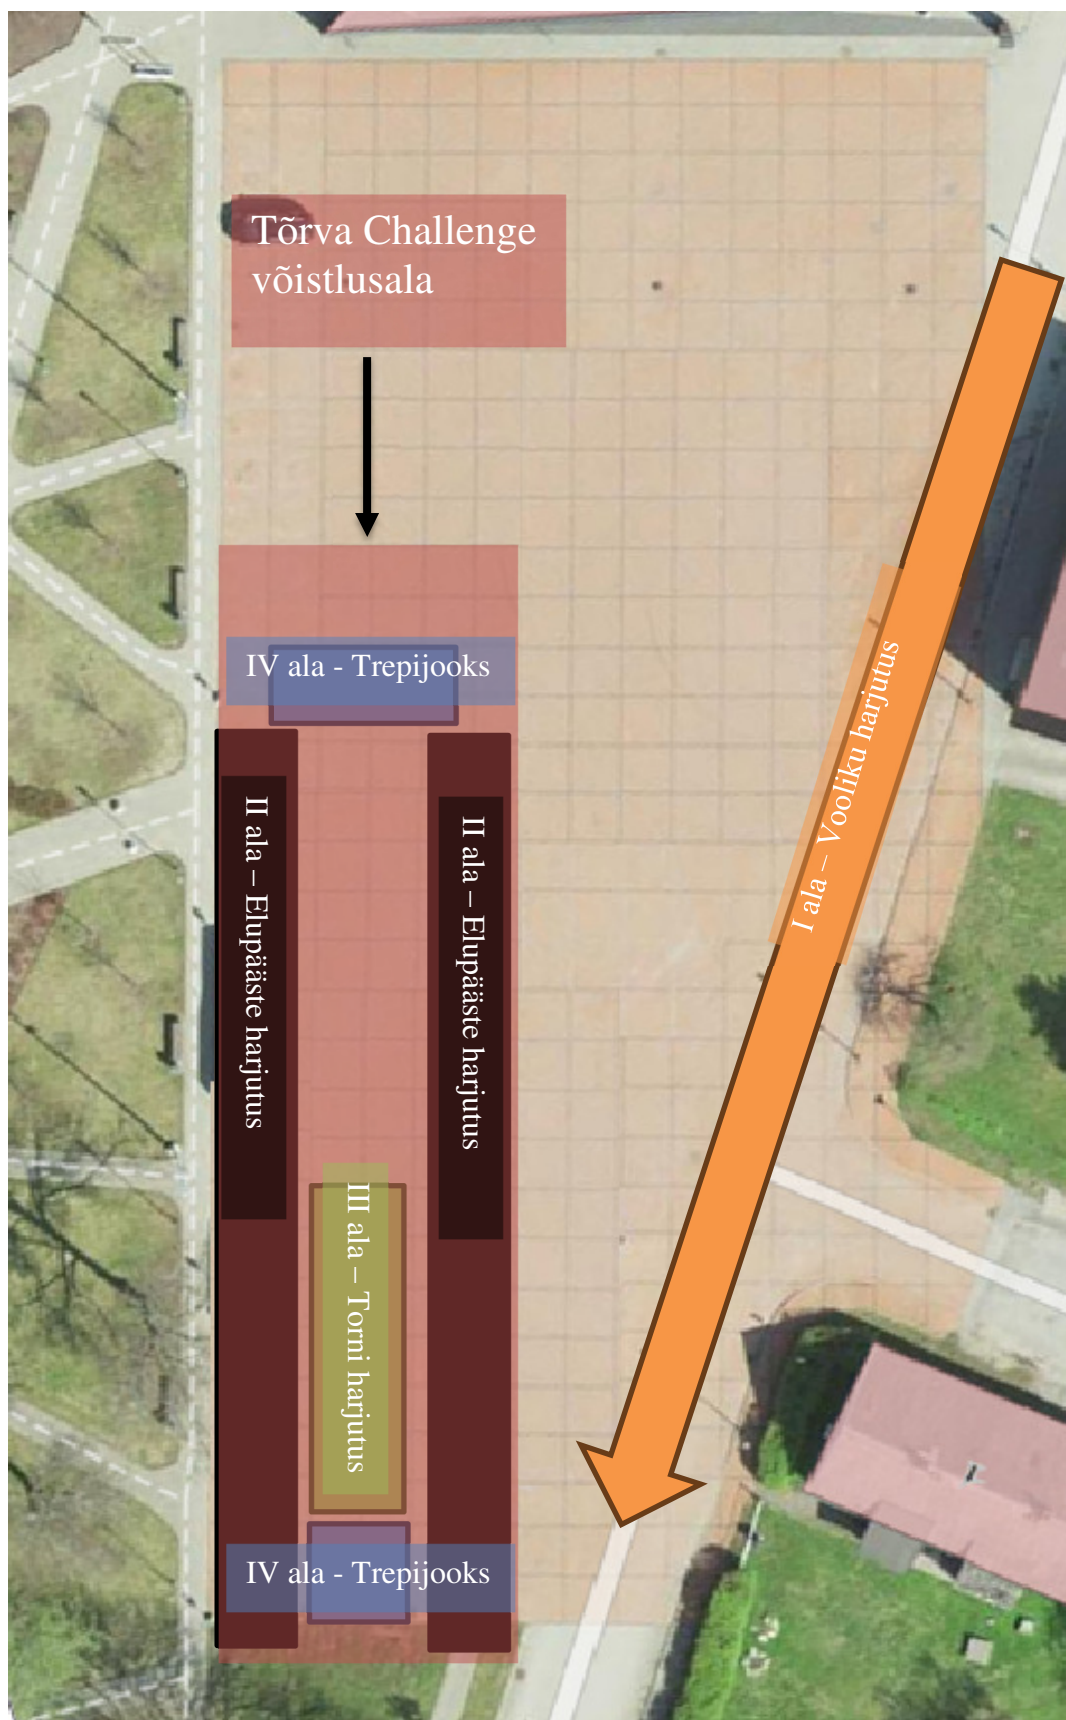 Tõrva Challenge
võistlusala
IV ala - Trepijooks
I ala – Vooliku harjutus
II ala – Elupääste harjutus
II ala – Elupääste harjutus
III ala – Torni harjutus
IV ala - Trepijooks